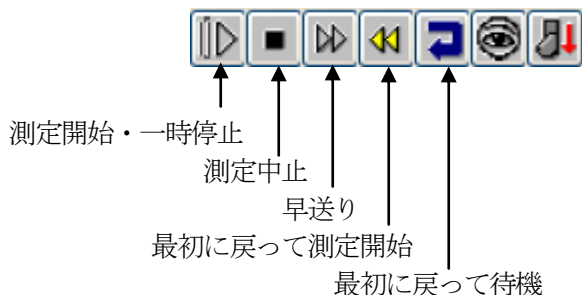 測定開始・一時停止
測定中止
早送り
最初に戻って測定開始
最初に戻って待機